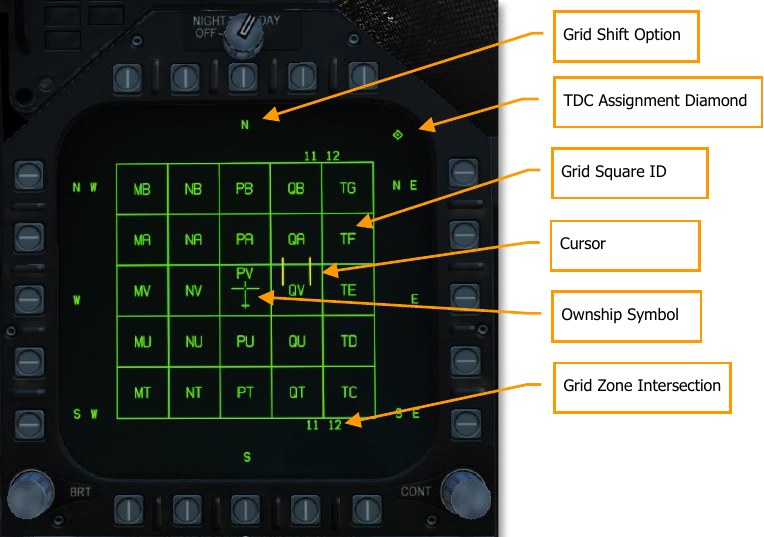 NIGHT DAY
OFF
Grid Shift Option
TDC Assignment Diamond
N
11 12
N W
MB NB PB QB TG
N E
Grid Square ID
MA NA PA QA TF
Cursor
PV
W
MV NV QV TE
E
Ownship Symbol
MU NU PU QU TD
MT NT PT QT TC
Grid Zone Intersection
S W
S E
11 12
S
BRT
CONT